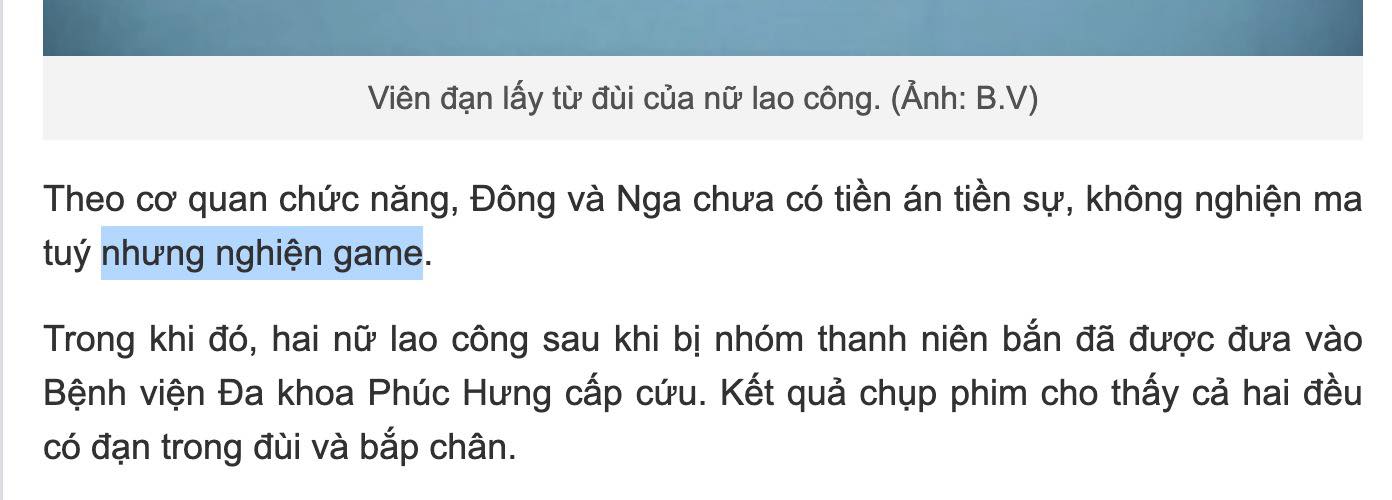 Viên đạn lấy từ đùi của nữ lao công. (Ảnh: B.V)
Theo cơ quan chức năng, Đông và Nga chưa có tiền án tiền sự, không nghiện ma
tuý nhưng nghiện game.
Trong khi đó, hai nữ lao công sau khi bị nhóm thanh niên bắn đã được đưa vào
Bệnh viện Đa khoa Phúc Hưng cấp cứu. Kết quả chụp phim cho thấy cả hai đều
có đạn trong đùi và bắp chân.